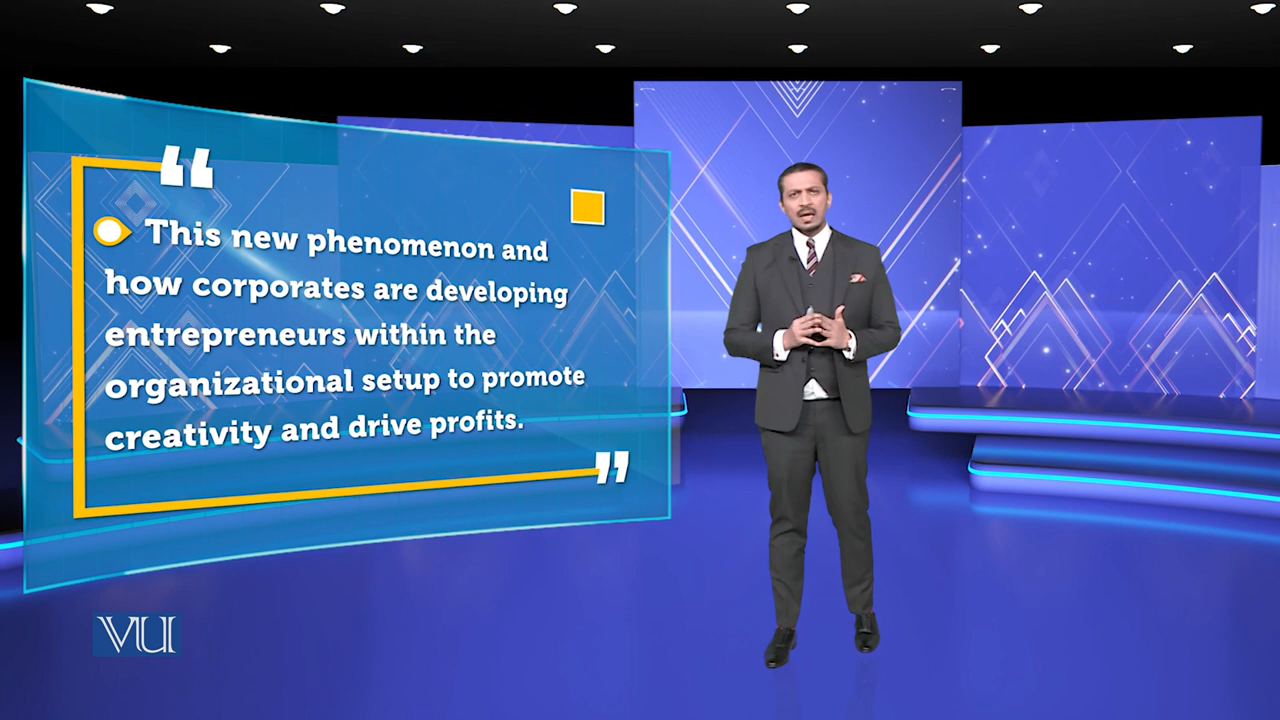 “
This new phenomenon and
how corporates are developing
entrepreneurs within the
organizational setup to promote
creativity and drive profits.
”
VU